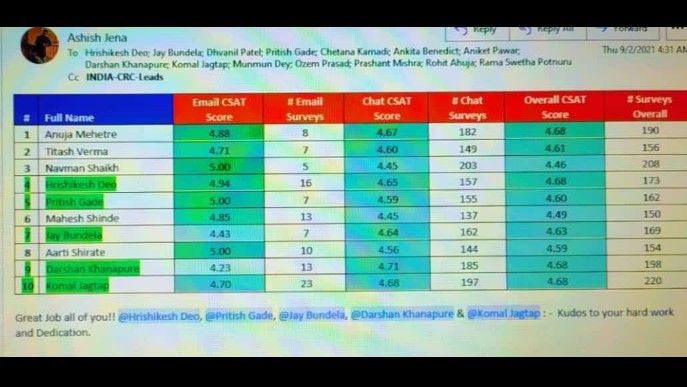 Ashish Jena
Reply Reply All Forward
To Hrishikesh Deo; Jay Bundela; Dhvanil Patel; Pritish Gade; Chetana Kamadi; Ankita Benedict; Aniket Pawar; Thu 9/2/2021 4:31 AM
Darshan Khanapure; Komal Jagtap; Munmun Dey; Ozem Prasad; Prashant Mishra; Rohit Ahuja; Rama Swetha Potnuru
Cc INDIA-CRC-Leads
# Full Name Email CSAT Score # Email Surveys Chat CSAT Score # Chat Surveys Overall CSAT Score # Surveys Overall
1 Anuja Mehetre 4.88 8 4.67 182 4.68 190
2 Titash Verma 4.71 7 4.60 149 4.61 156
3 Navman Shaikh 5.00 5 4.45 203 4.46 208
4 Hrishikesh Deo 4.94 16 4.65 157 4.68 173
5 Pritish Gade 5.00 7 4.59 155 4.60 162
6 Mahesh Shinde 4.85 13 4.45 137 4.49 150
7 Jay Bundela 4.43 7 4.64 162 4.63 169
8 Aarti Shirate 5.00 10 4.56 144 4.59 154
9 Darshan Khanapure 4.23 13 4.71 185 4.68 198
10 Komal Jagtap 4.70 23 4.68 197 4.68 220
Great Job all of you!! @Hrishikesh Deo, @Pritish Gade, @Jay Bundela, @Darshan Khanapure & @Komal Jagtap : - Kudos to your hard work
and Dedication.